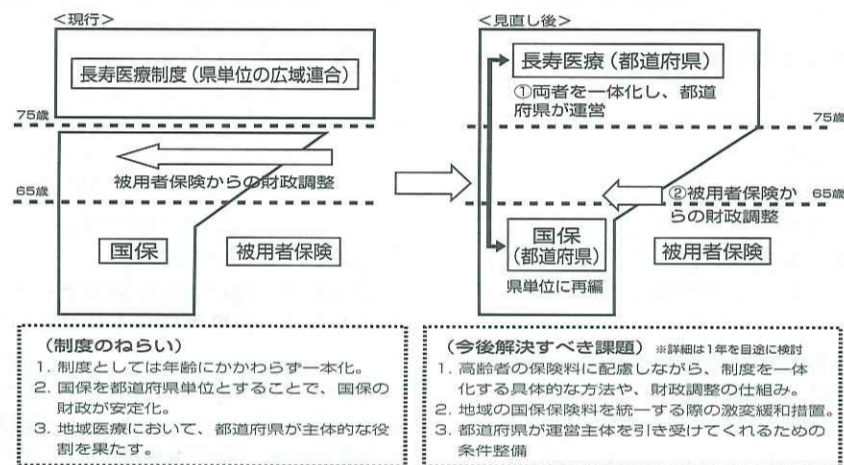 <現行>
長寿医療制度(県単位の広域連合)
75歳
被用者保険からの財政調整
65歳
国保
被用者保険
<見直し後>
長寿医療(都道府県)
①両者を一体化し、都道
府県が運営
75歳
65歳
②被用者保険か
らの財政調整
国保
(都道府県)
被用者保険
県単位に再編
(制度のねらい)
1. 制度としては年齢にかかわらず一本化。
2. 国保を都道府県単位とすることで、国保の
財政が安定化。
3. 地域医療において、都道府県が主体的な役
割を果たす。
(今後解決すべき課題) ※詳細は1年を目途に検討
1. 高齢者の保険料に配慮しながら、制度を一体
化する具体的な方法や、財政調整の仕組み。
2. 地域の国保保険料を統一する際の激変緩和措置。
3. 都道府県が運営主体を引き受けてくれるための
条件整備